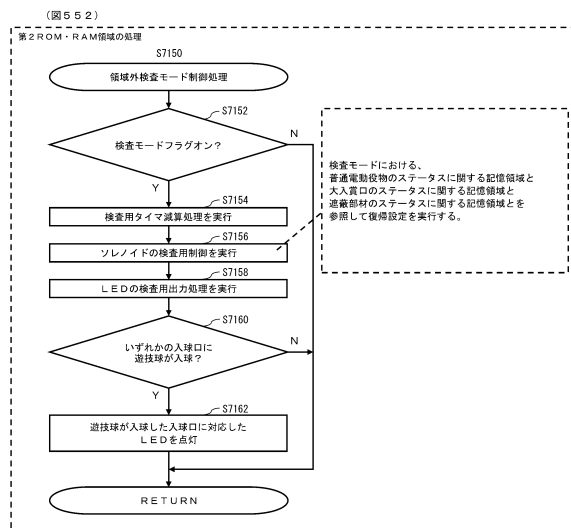 （図５５２）
第２ＲＯＭ・ＲＡＭ領域の処理
S7150
領域外検査モード制御処理
S7152
検査モードフラグオン？
N
Y
S7154
検査用タイマ減算処理を実行
S7156
ソレノイドの検査用制御を実行
S7158
ＬＥＤの検査用出力処理を実行
S7160
いずれかの入球口に
遊技球が入球？
N
Y
S7162
遊技球が入球した入球口に対応した
ＬＥＤを点灯
ＲＥＴＵＲＮ
検査モードにおける、
普通電動役物のステータスに関する記憶領域と
大入賞口のステータスに関する記憶領域と
遮蔽部材のステータスに関する記憶領域とを
参照して復帰設定を実行する。